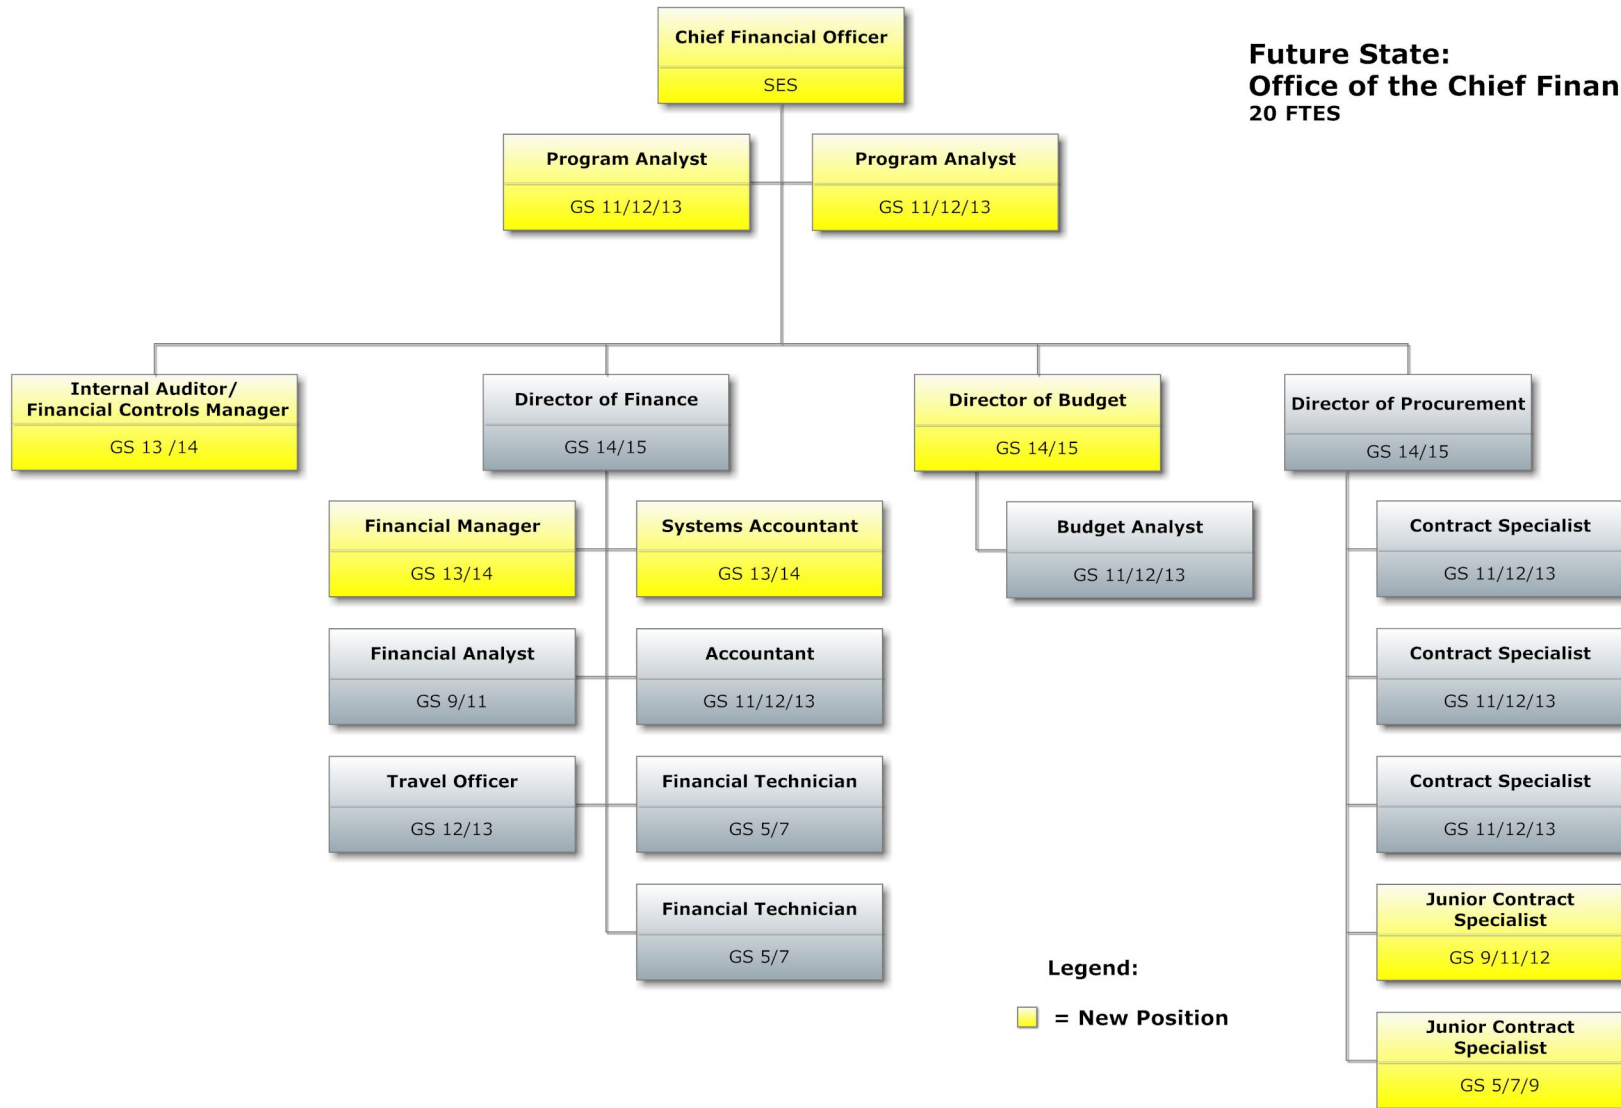 Chief Financial Officer
SES
Future State:
Office of the Chief Finan
20 FTES
Program Analyst
GS 11/12/13
Program Analyst
GS 11/12/13
Internal Auditor/
Financial Controls Manager
GS 13 /14
Director of Finance
GS 14/15
Director of Budget
GS 14/15
Director of Procurement
GS 14/15
Financial Manager
GS 13/14
Systems Accountant
GS 13/14
Financial Analyst
GS 9/11
Accountant
GS 11/12/13
Travel Officer
GS 12/13
Financial Technician
GS 5/7
Financial Technician
GS 5/7
Budget Analyst
GS 11/12/13
Contract Specialist
GS 11/12/13
Contract Specialist
GS 11/12/13
Contract Specialist
GS 11/12/13
Junior Contract
Specialist
GS 9/11/12
Junior Contract
Specialist
GS 5/7/9
Legend:
= New Position